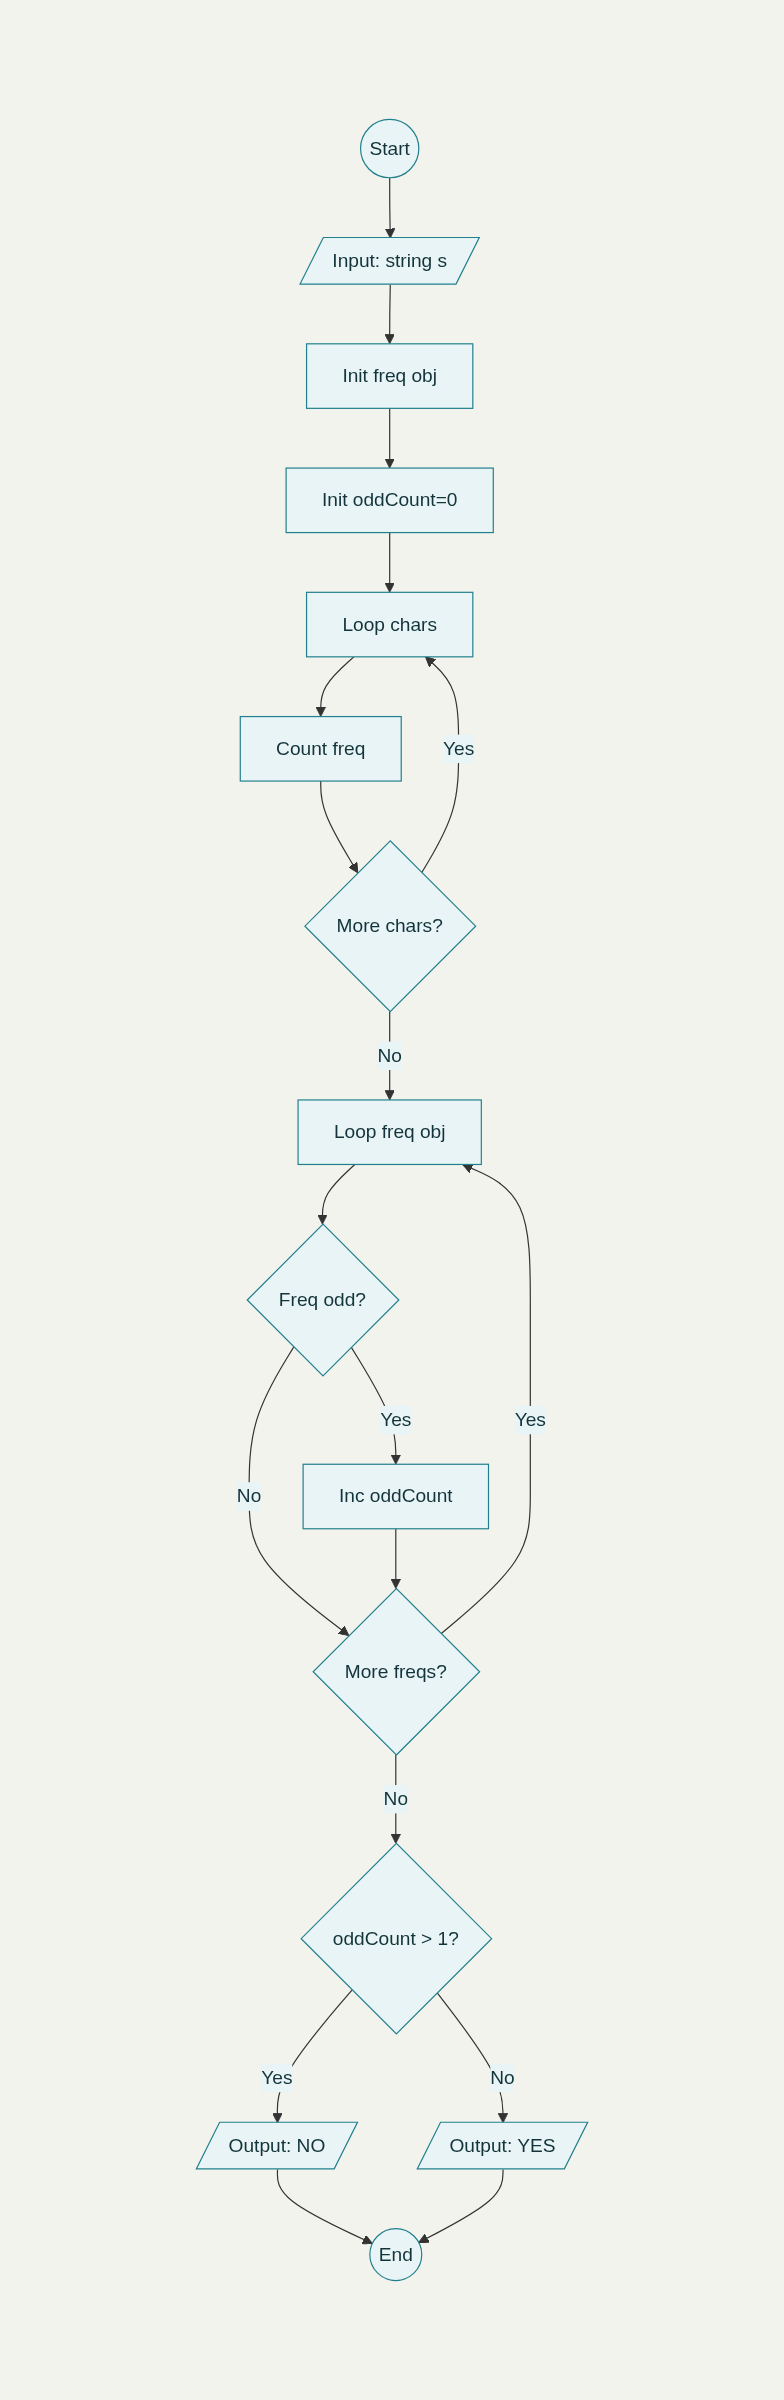 Start
Input: string s
Init freq obj
Init oddCount=0
Loop chars
Count freq
Yes
More chars?
No
Loop freq obj
Freq odd?
Yes
Yes
No
Inc oddCount
More freqs?
No
oddCount > 1?
Yes
No
Output: NO
Output: YES
End